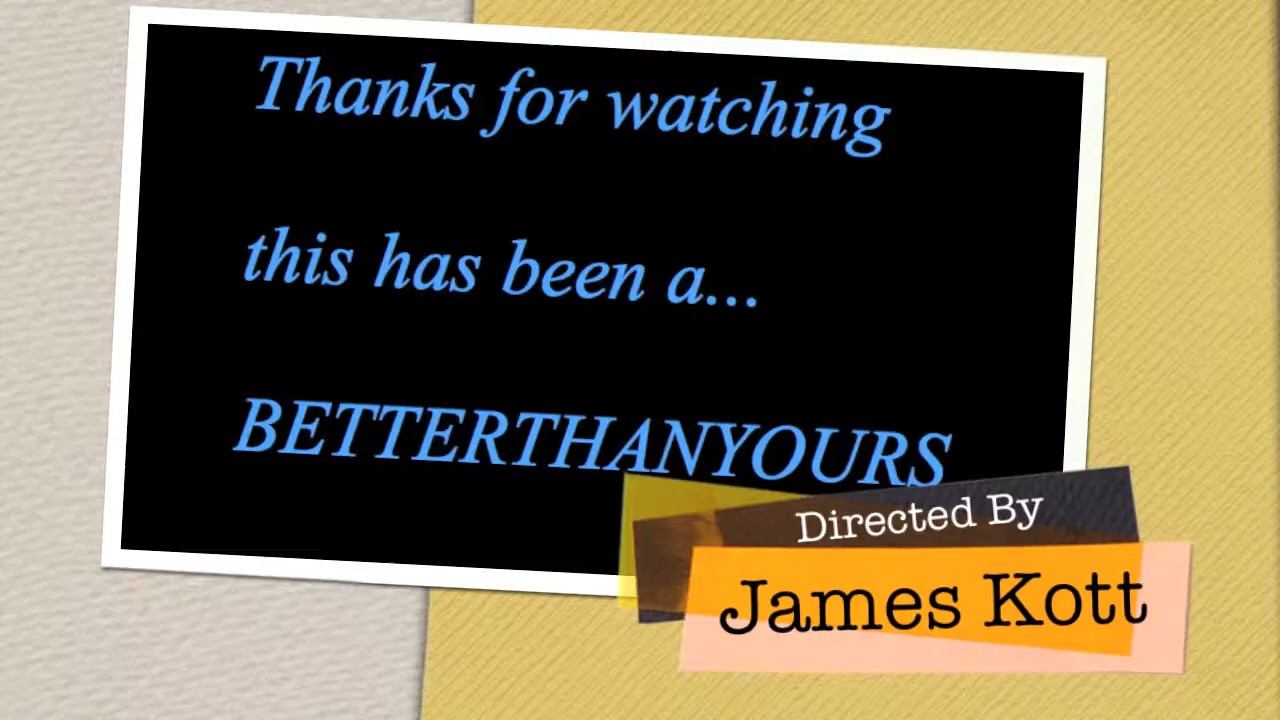 Thanks for watching
this has been a...
BETTERTHANYOURS
Directed By
James Kott